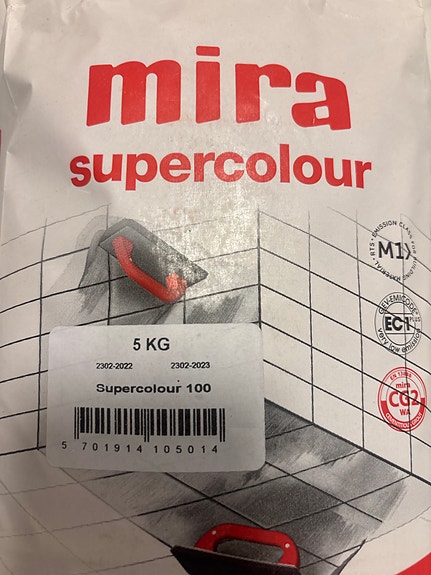 mira
supercolour
M1
EC1 PLUS
very low emission
EN 13888
mira
CG2
WA
5 KG
2302-2022 2302-2023
Supercolour 100
5 701914 105014